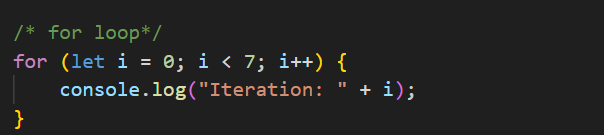 /* for loop*/
for (let i = 0; i < 7; i++) {
    console.log("Iteration: " + i);
}